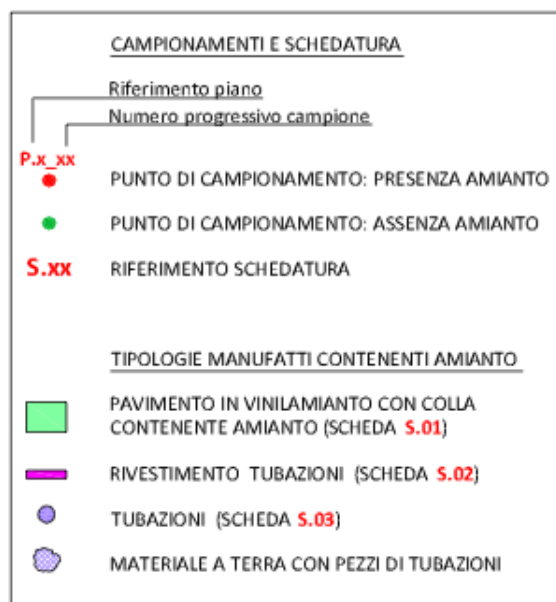 CAMPIONAMENTI E SCHEDATURA
Riferimento piano
Numero progressivo campione
P.x_xx
PUNTO DI CAMPIONAMENTO: PRESENZA AMIANTO
PUNTO DI CAMPIONAMENTO: ASSENZA AMIANTO
S.xx RIFERIMENTO SCHEDATURA
TIPOLOGIE MANUFATTI CONTENENTI AMIANTO
PAVIMENTO IN VINILAMIANTO CON COLLA
CONTENENTE AMIANTO (SCHEDA S.01)
RIVESTIMENTO TUBAZIONI (SCHEDA S.02)
TUBAZIONI (SCHEDA S.03)
MATERIALE A TERRA CON PEZZI DI TUBAZIONI